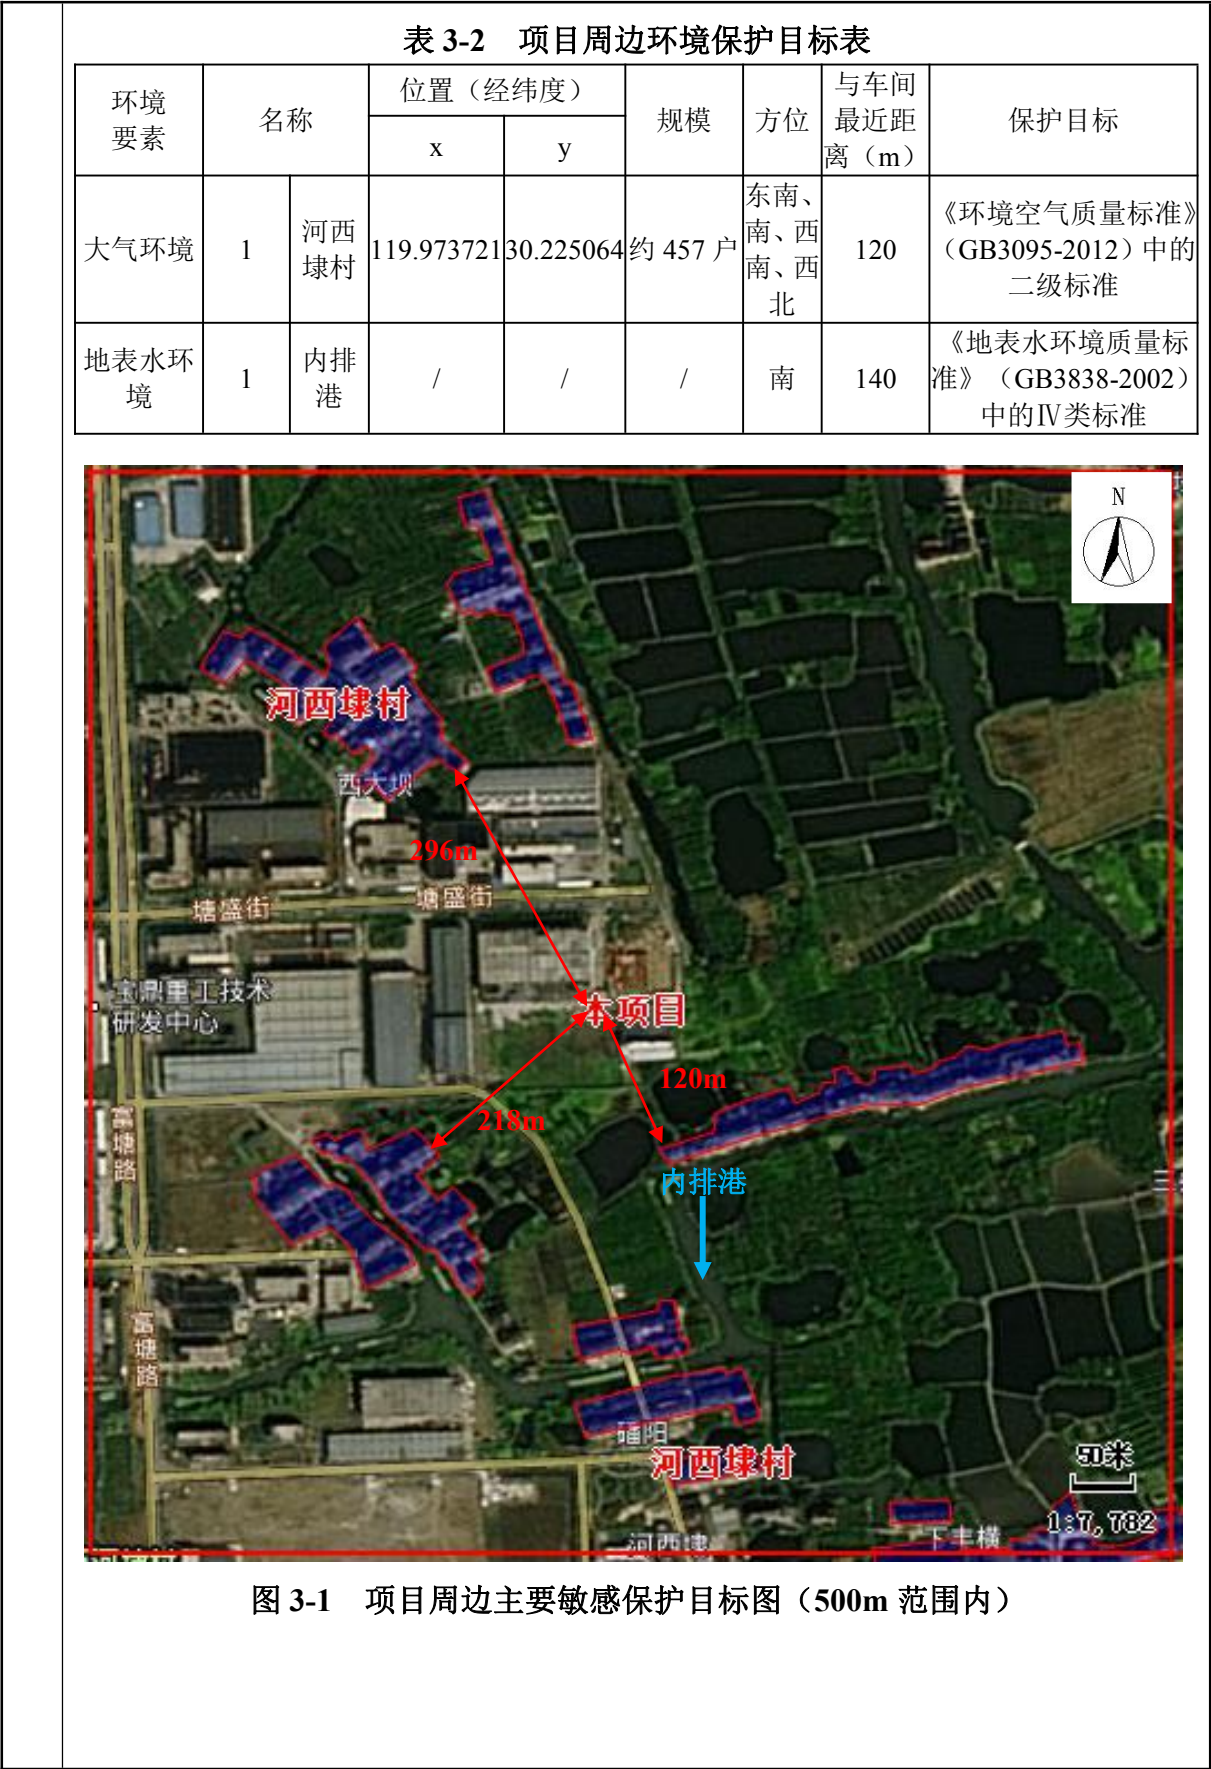 表 3-2 项目周边环境保护目标表
环境
要素
名称
位置（经纬度）
x
y
规模
方位
与车间
最近距
离（m）
保护目标
大气环境
1
河西
埭村
119.973721
30.225064
约 457 户
东南、
南、西
南、西
北
120
《环境空气质量标准》
（GB3095-2012）中的
二级标准
地表水环
境
1
内排
港
/
/
/
南
140
《地表水环境质量标
准》（GB3838-2002）
中的Ⅳ类标准
N
河西埭村
西大坝
296m
塘盛街
塘盛街
宝鼎重工技术
研发中心
本项目
120m
218m
富塘路
内排港
富塘路
河西埭村
50米
1:7,782
下丰横
河西埭
图 3-1 项目周边主要敏感保护目标图（500m 范围内）